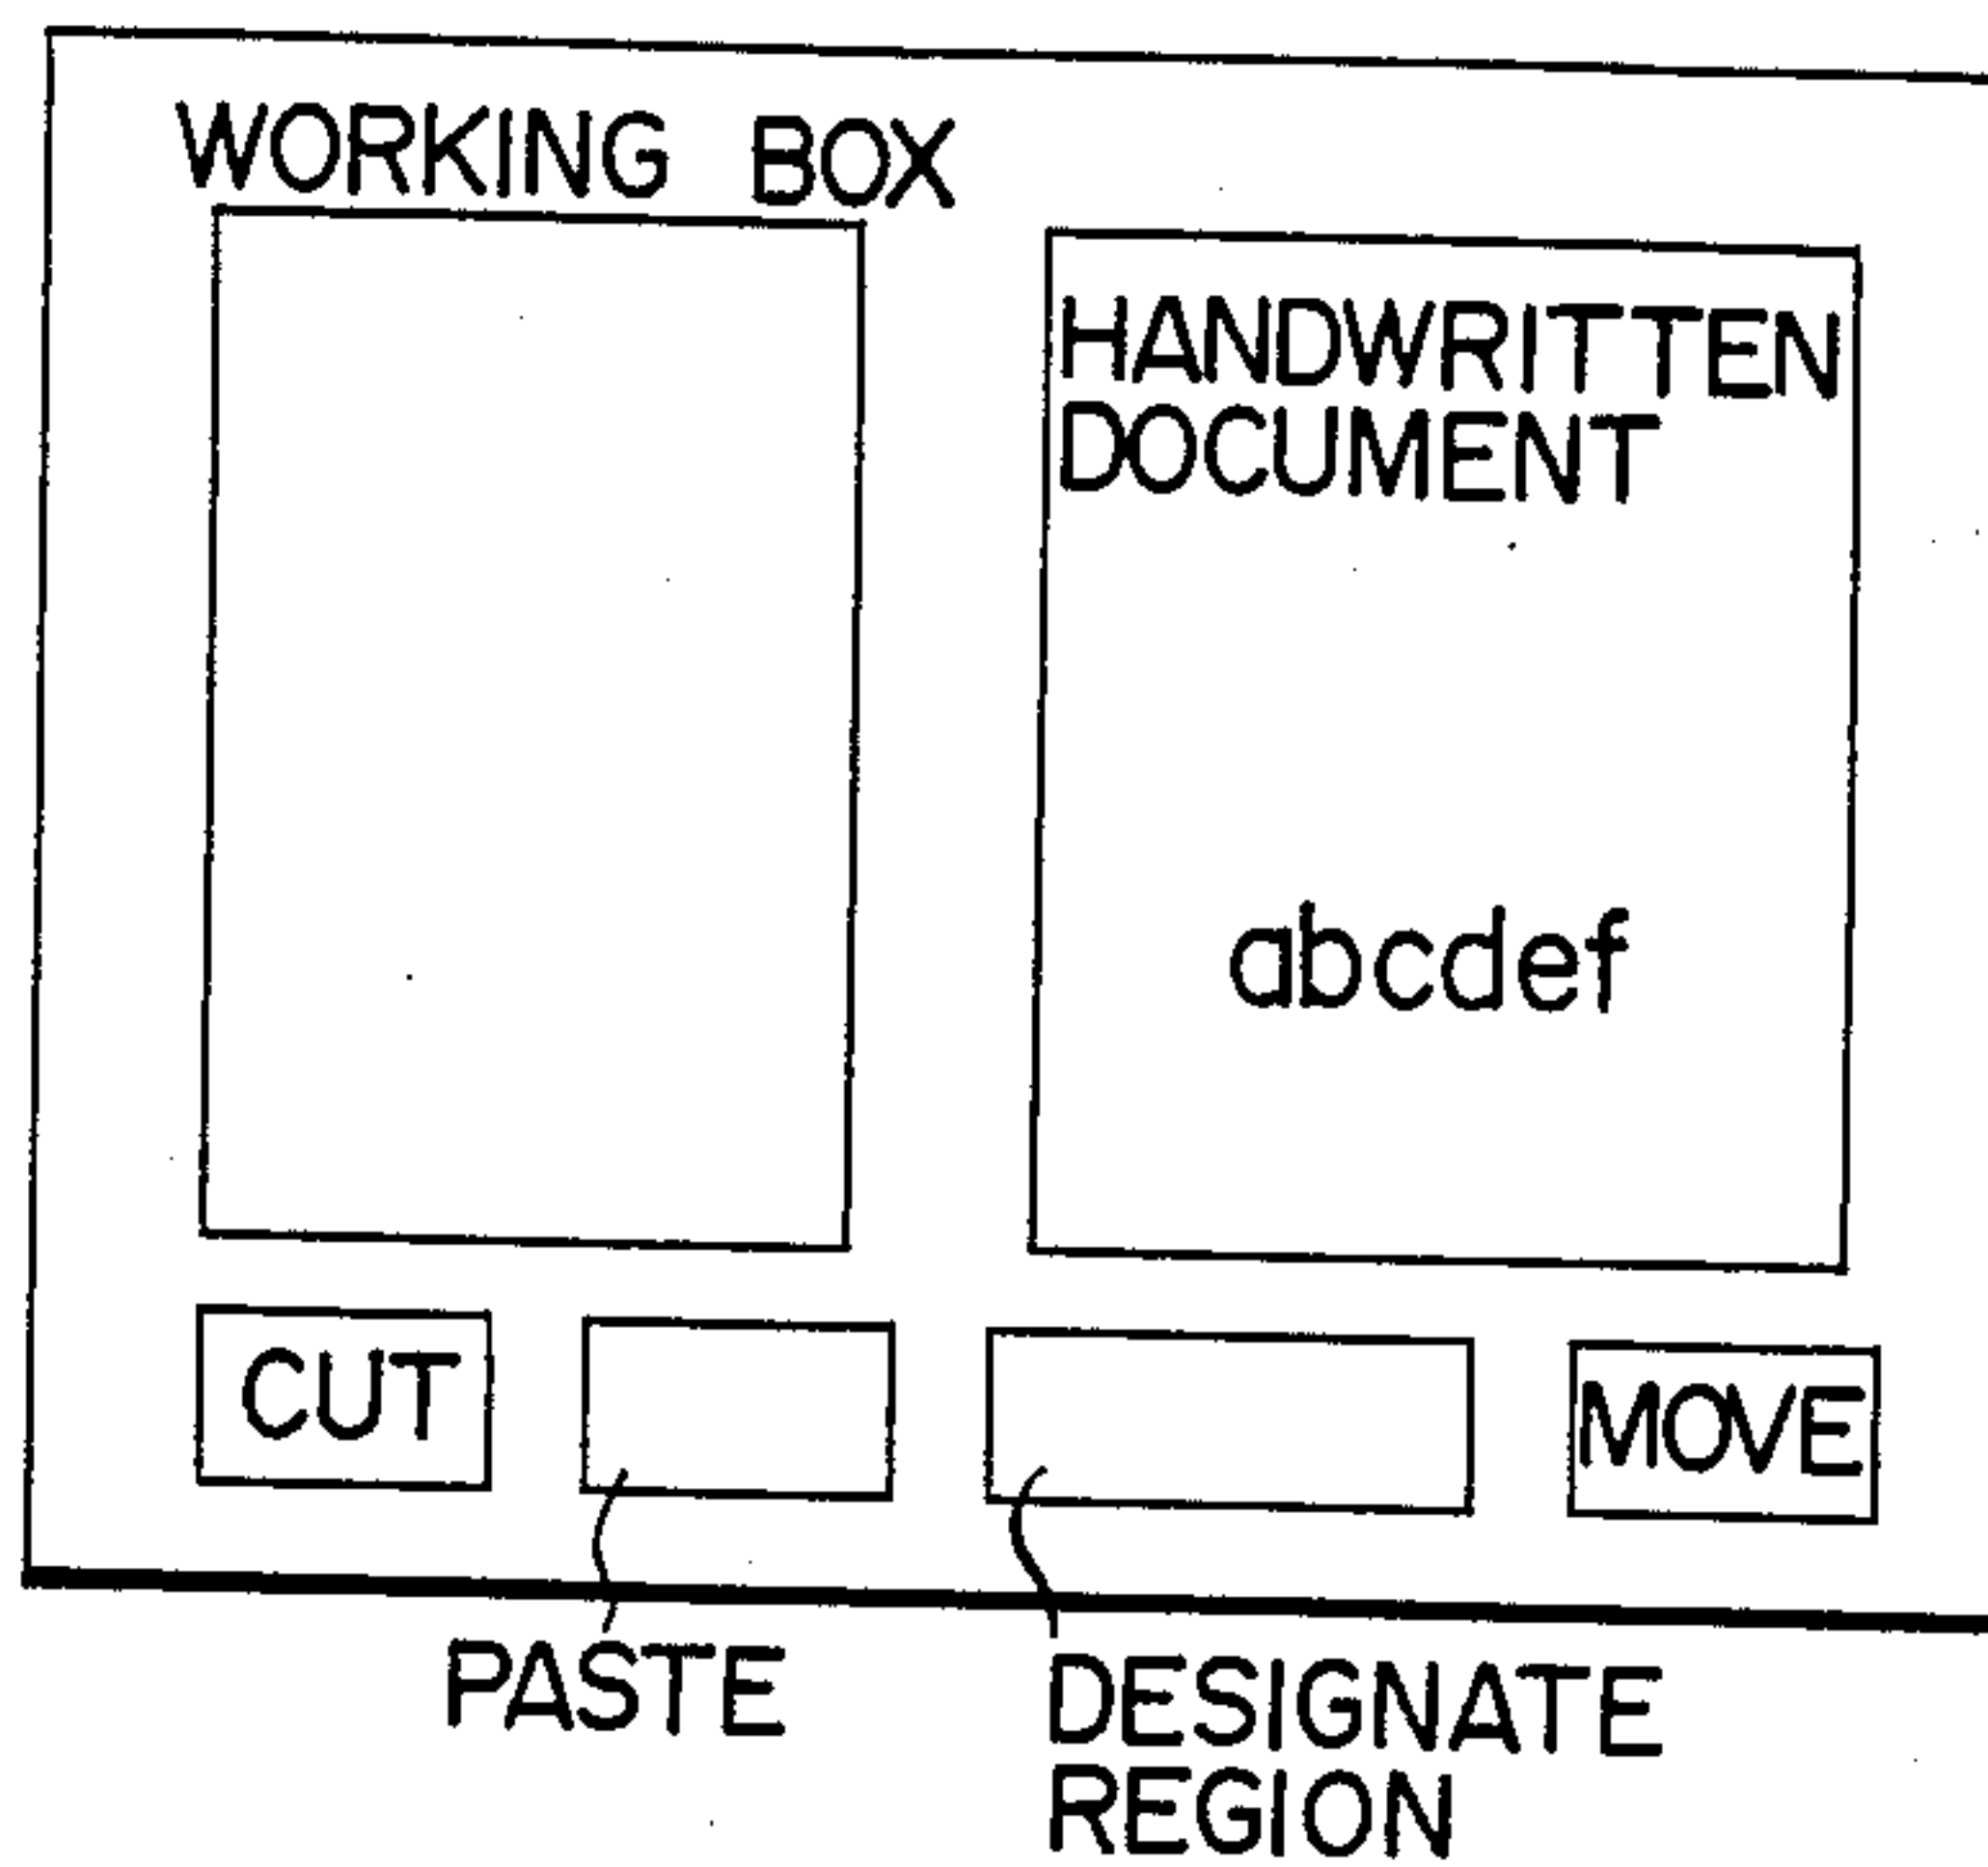 WORKING BOX
HANDWRITTEN
DOCUMENT
abcdef
CUT
MOVE
PASTE
DESIGNATE
REGION